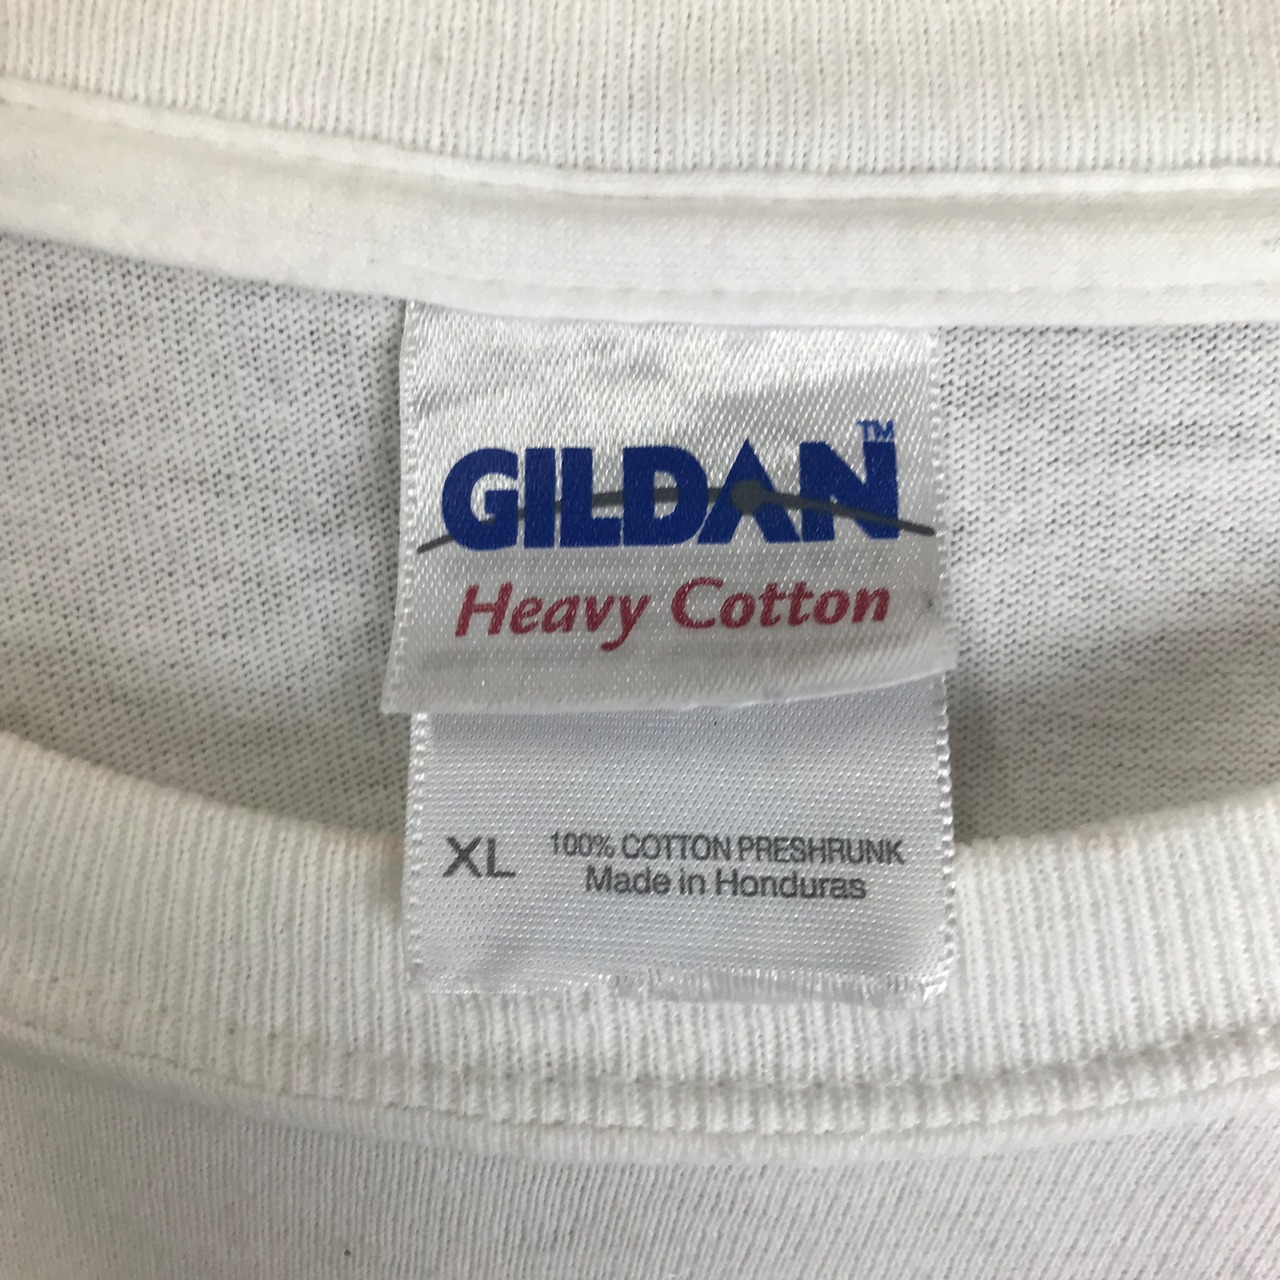 GILDAN™
Heavy Cotton
XL 100% COTTON PRESHRUNK
Made in Honduras